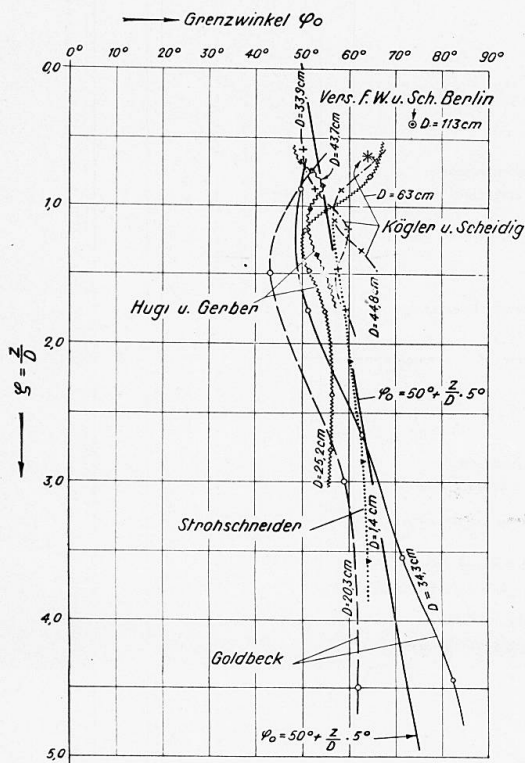 Grenzwinkel φ₀
0° 10° 20° 30° 40° 50° 60° 70° 80° 90°
0,0
Vers. F. W. u. Sch. Berlin
D = 113 cm
D = 33,9 cm
D = 43,7 cm
D = 63 cm
1,0
Kögler u. Scheidig
Hugi u. Gerber
D = 44,8 cm
ξ = z/D
2,0
φ₀ = 50° + z/D · 5°
D = 25,2 cm
3,0
Strohschneider
D = 14 cm
D = 34,3 cm
D = 20,3 cm
4,0
Goldbeck
φ₀ = 50° + z/D · 5°
5,0